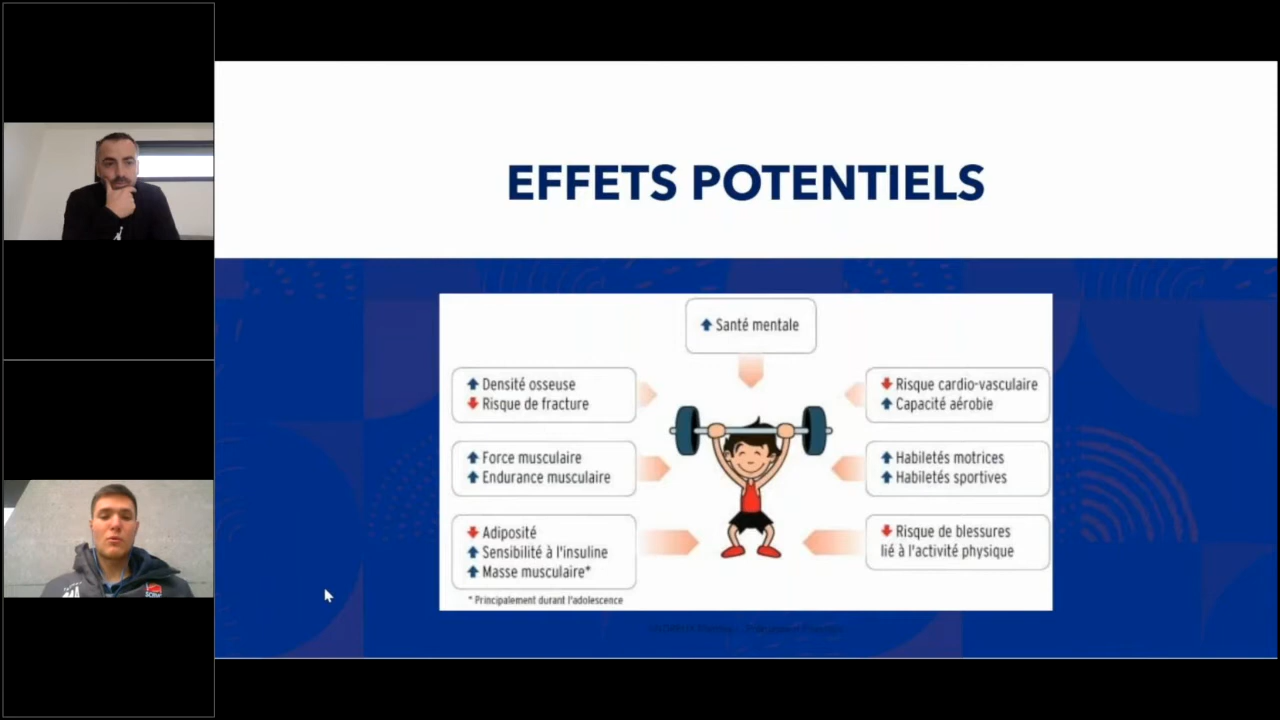 EFFETS POTENTIELS
Santé mentale
Densité osseuse
Risque de fracture
Force musculaire
Endurance musculaire
Adiposité
Sensibilité à l'insuline
Masse musculaire*
* Principalement durant l'adolescence
Risque cardio-vasculaire
Capacité aérobie
Habiletés motrices
Habiletés sportives
Risque de blessures
lié à l'activité physique